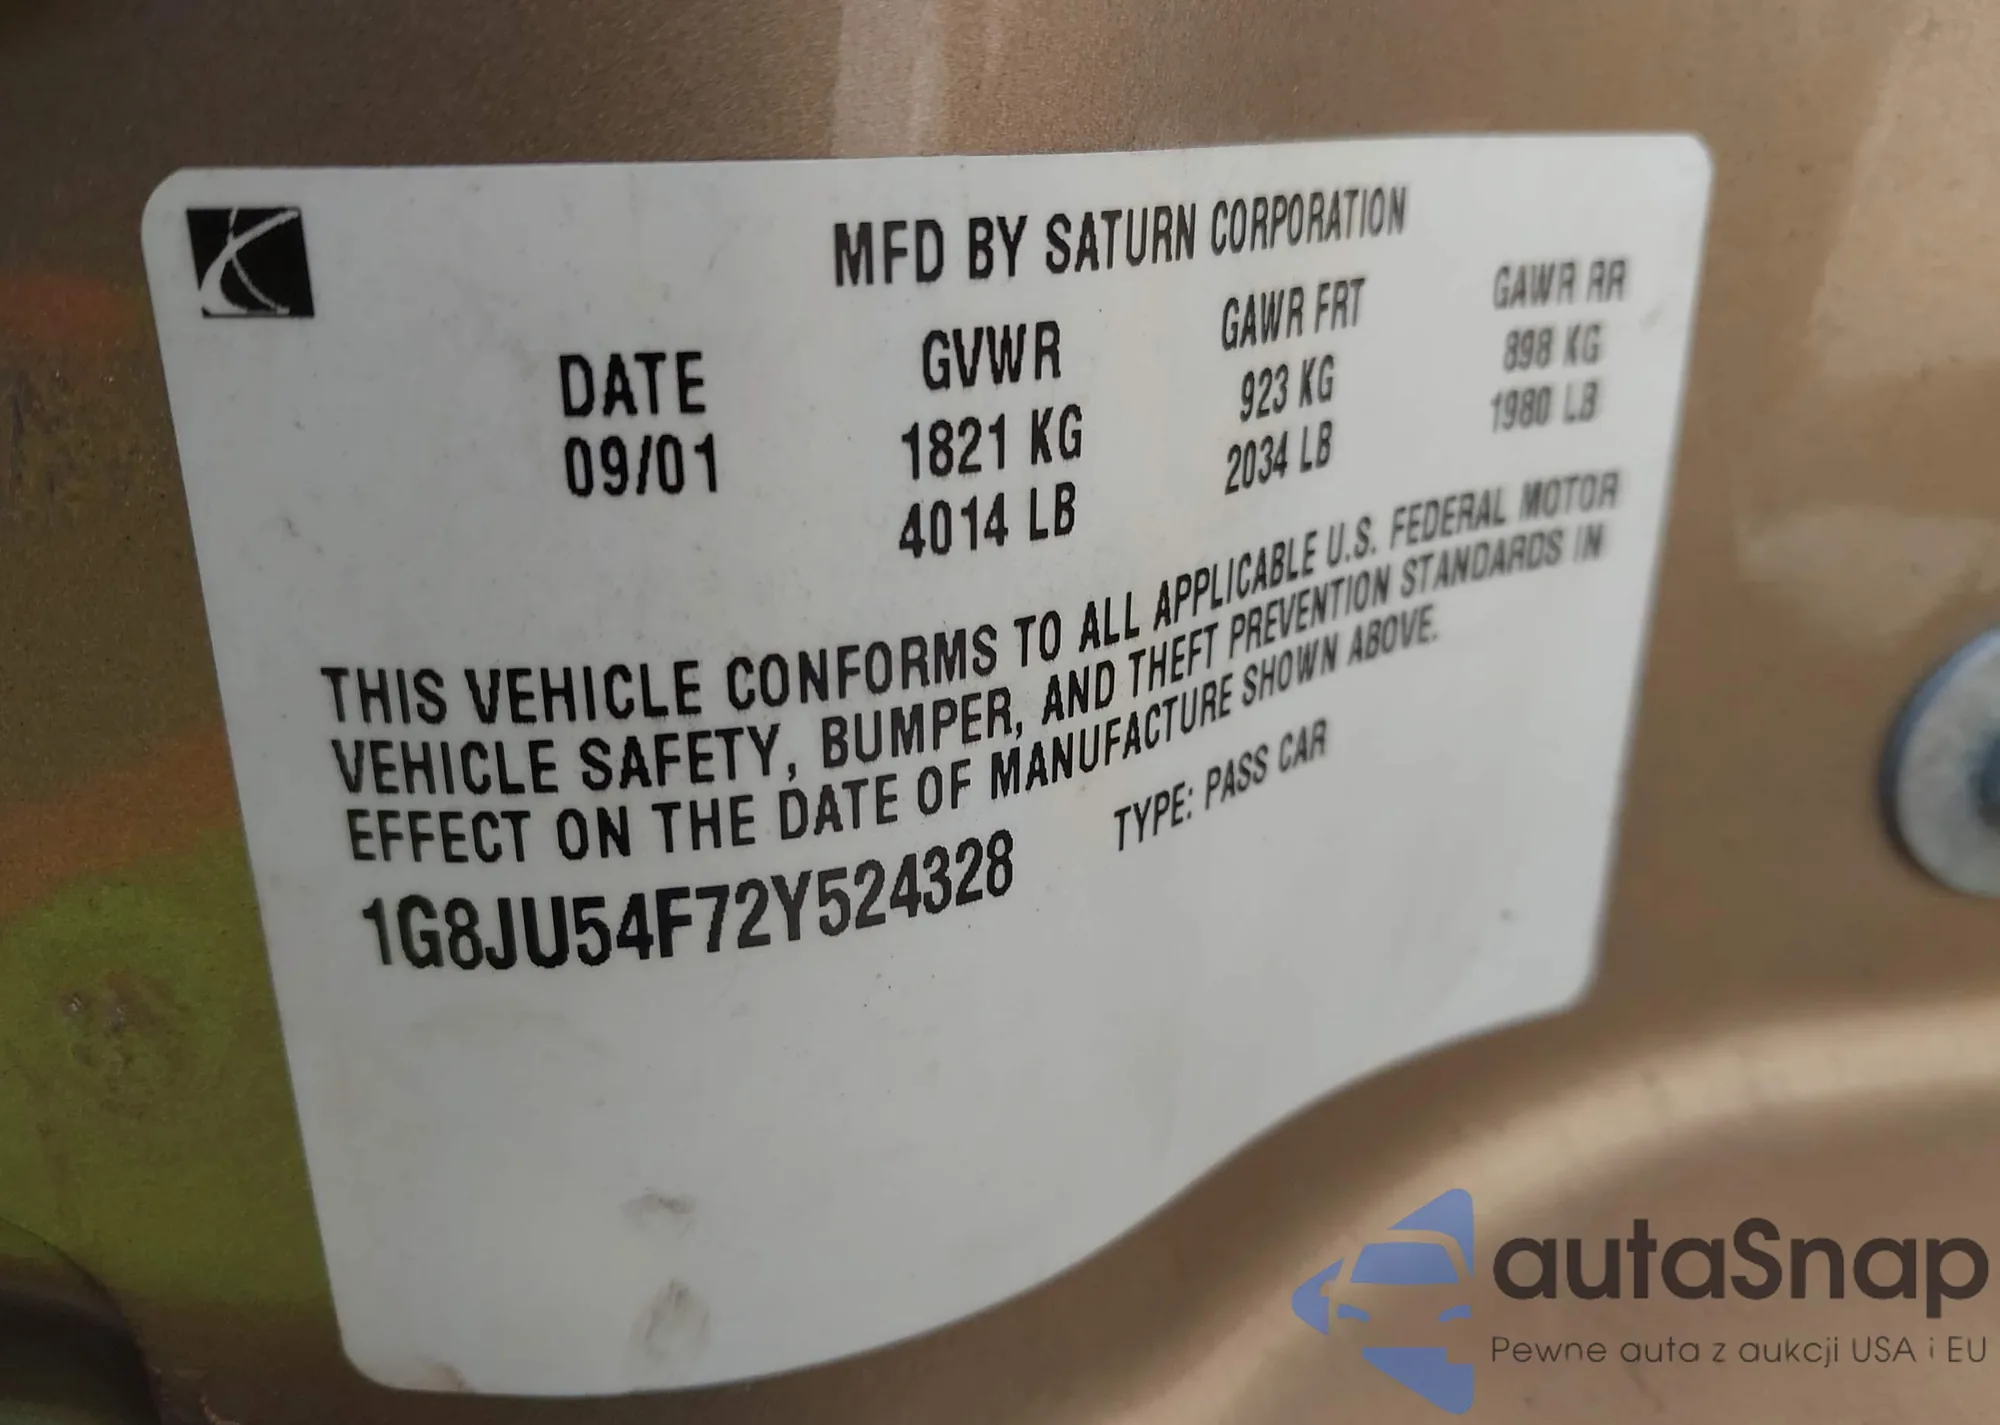 MFD BY SATURN CORPORATION
DATE GVWR GAWR FRT GAWR RR
09/01 1821 KG 923 KG 898 KG
4014 LB 2034 LB 1980 LB
THIS VEHICLE CONFORMS TO ALL APPLICABLE U.S. FEDERAL MOTOR
VEHICLE SAFETY, BUMPER, AND THEFT PREVENTION STANDARDS IN
EFFECT ON THE DATE OF MANUFACTURE SHOWN ABOVE.
1G8JU54F72Y524328 TYPE: PASS CAR
autaSnap
Pewne auta z aukcji USA i EU